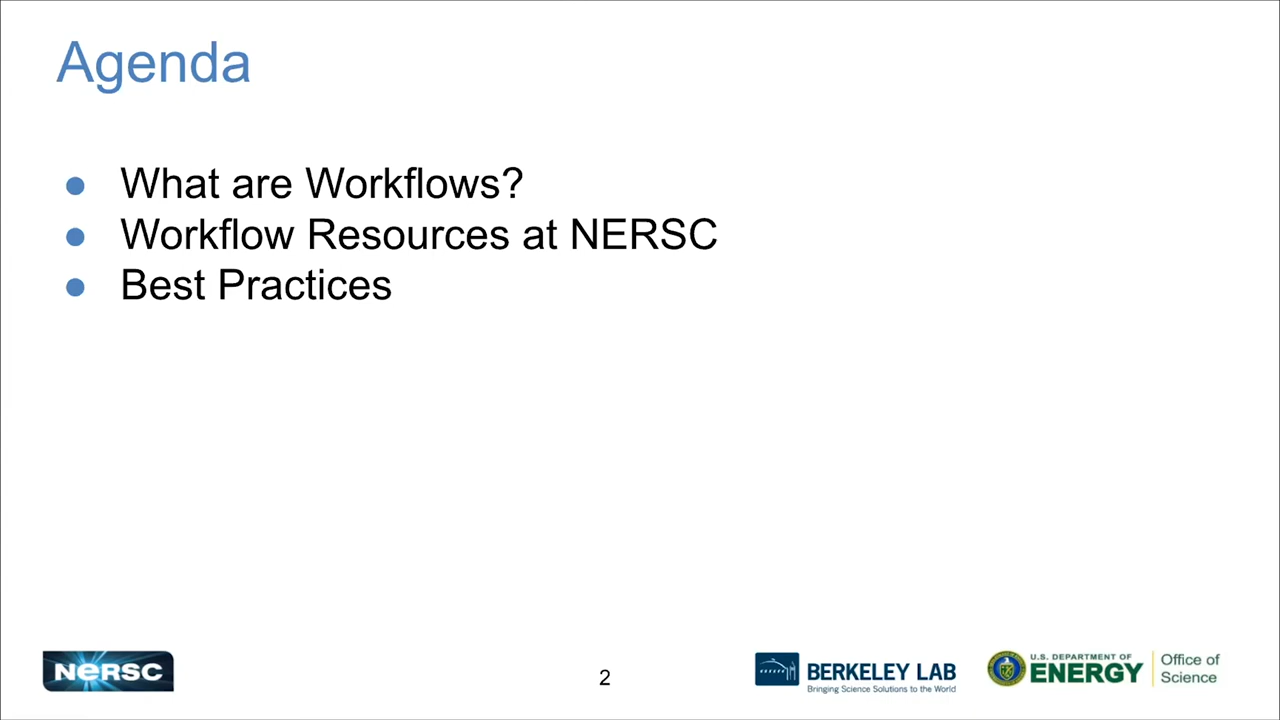 Agenda
● What are Workflows?
● Workflow Resources at NERSC
● Best Practices
NERSC
2
BERKELEY LAB
Bringing Science Solutions to the World
U.S. DEPARTMENT OF
ENERGY
Office of
Science